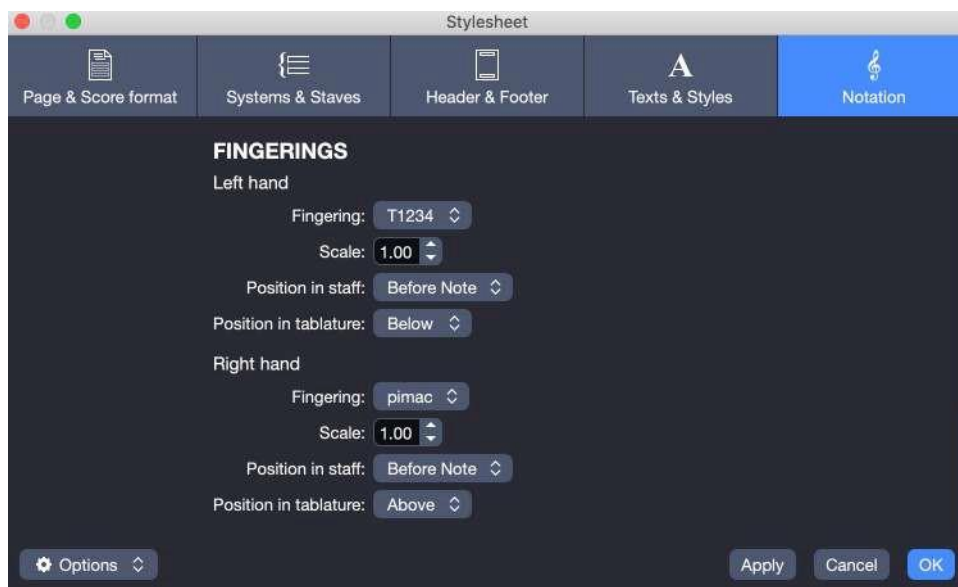 Stylesheet
Page & Score format
Systems & Staves
Header & Footer
Texts & Styles
Notation
FINGERINGS
Left hand
Fingering: T1234
Scale: 1.00
Position in staff: Before Note
Position in tablature: Below
Right hand
Fingering: pimac
Scale: 1.00
Position in staff: Before Note
Position in tablature: Above
Options
Apply
Cancel
OK